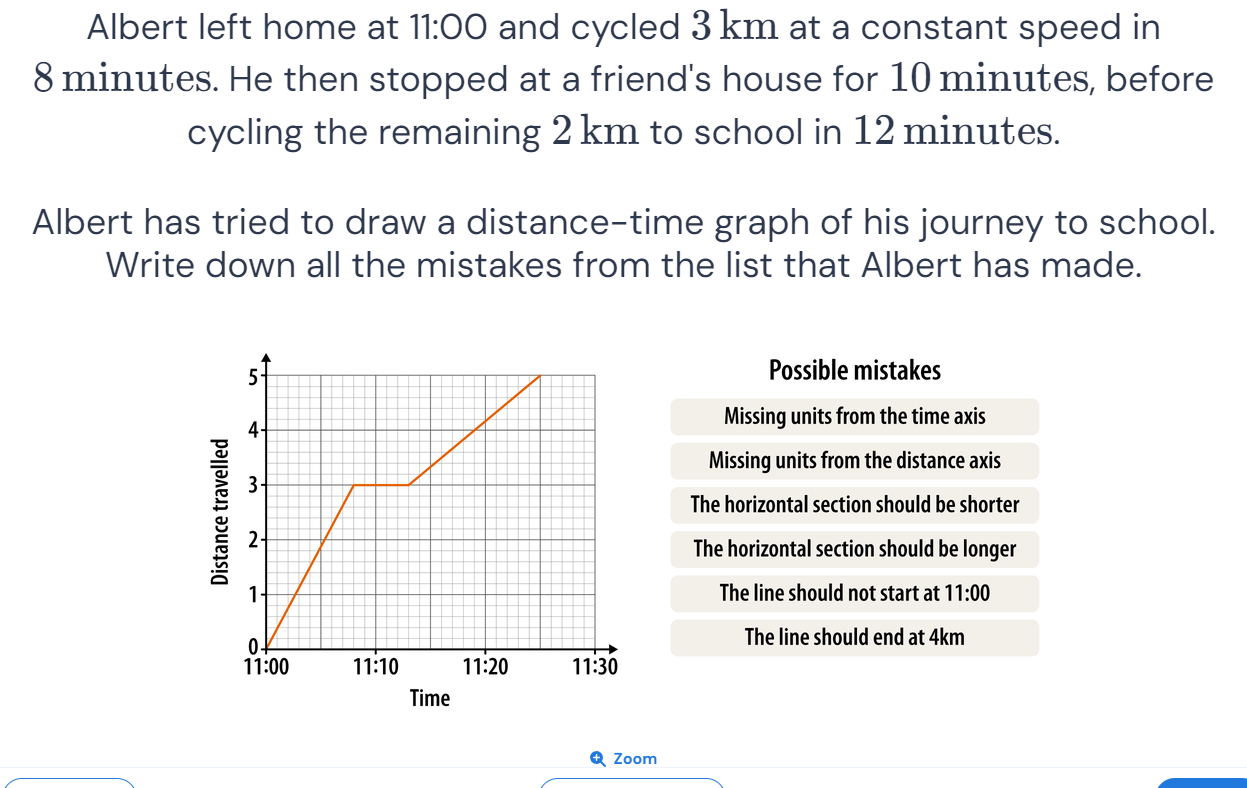 Albert left home at 11:00 and cycled 3 km at a constant speed in
8 minutes. He then stopped at a friend's house for 10 minutes, before
cycling the remaining 2 km to school in 12 minutes.
Albert has tried to draw a distance-time graph of his journey to school.
Write down all the mistakes from the list that Albert has made.
Distance travelled
5
4
3
2
1
0
11:00 11:10 11:20 11:30
Time
Possible mistakes
Missing units from the time axis
Missing units from the distance axis
The horizontal section should be shorter
The horizontal section should be longer
The line should not start at 11:00
The line should end at 4km
Zoom